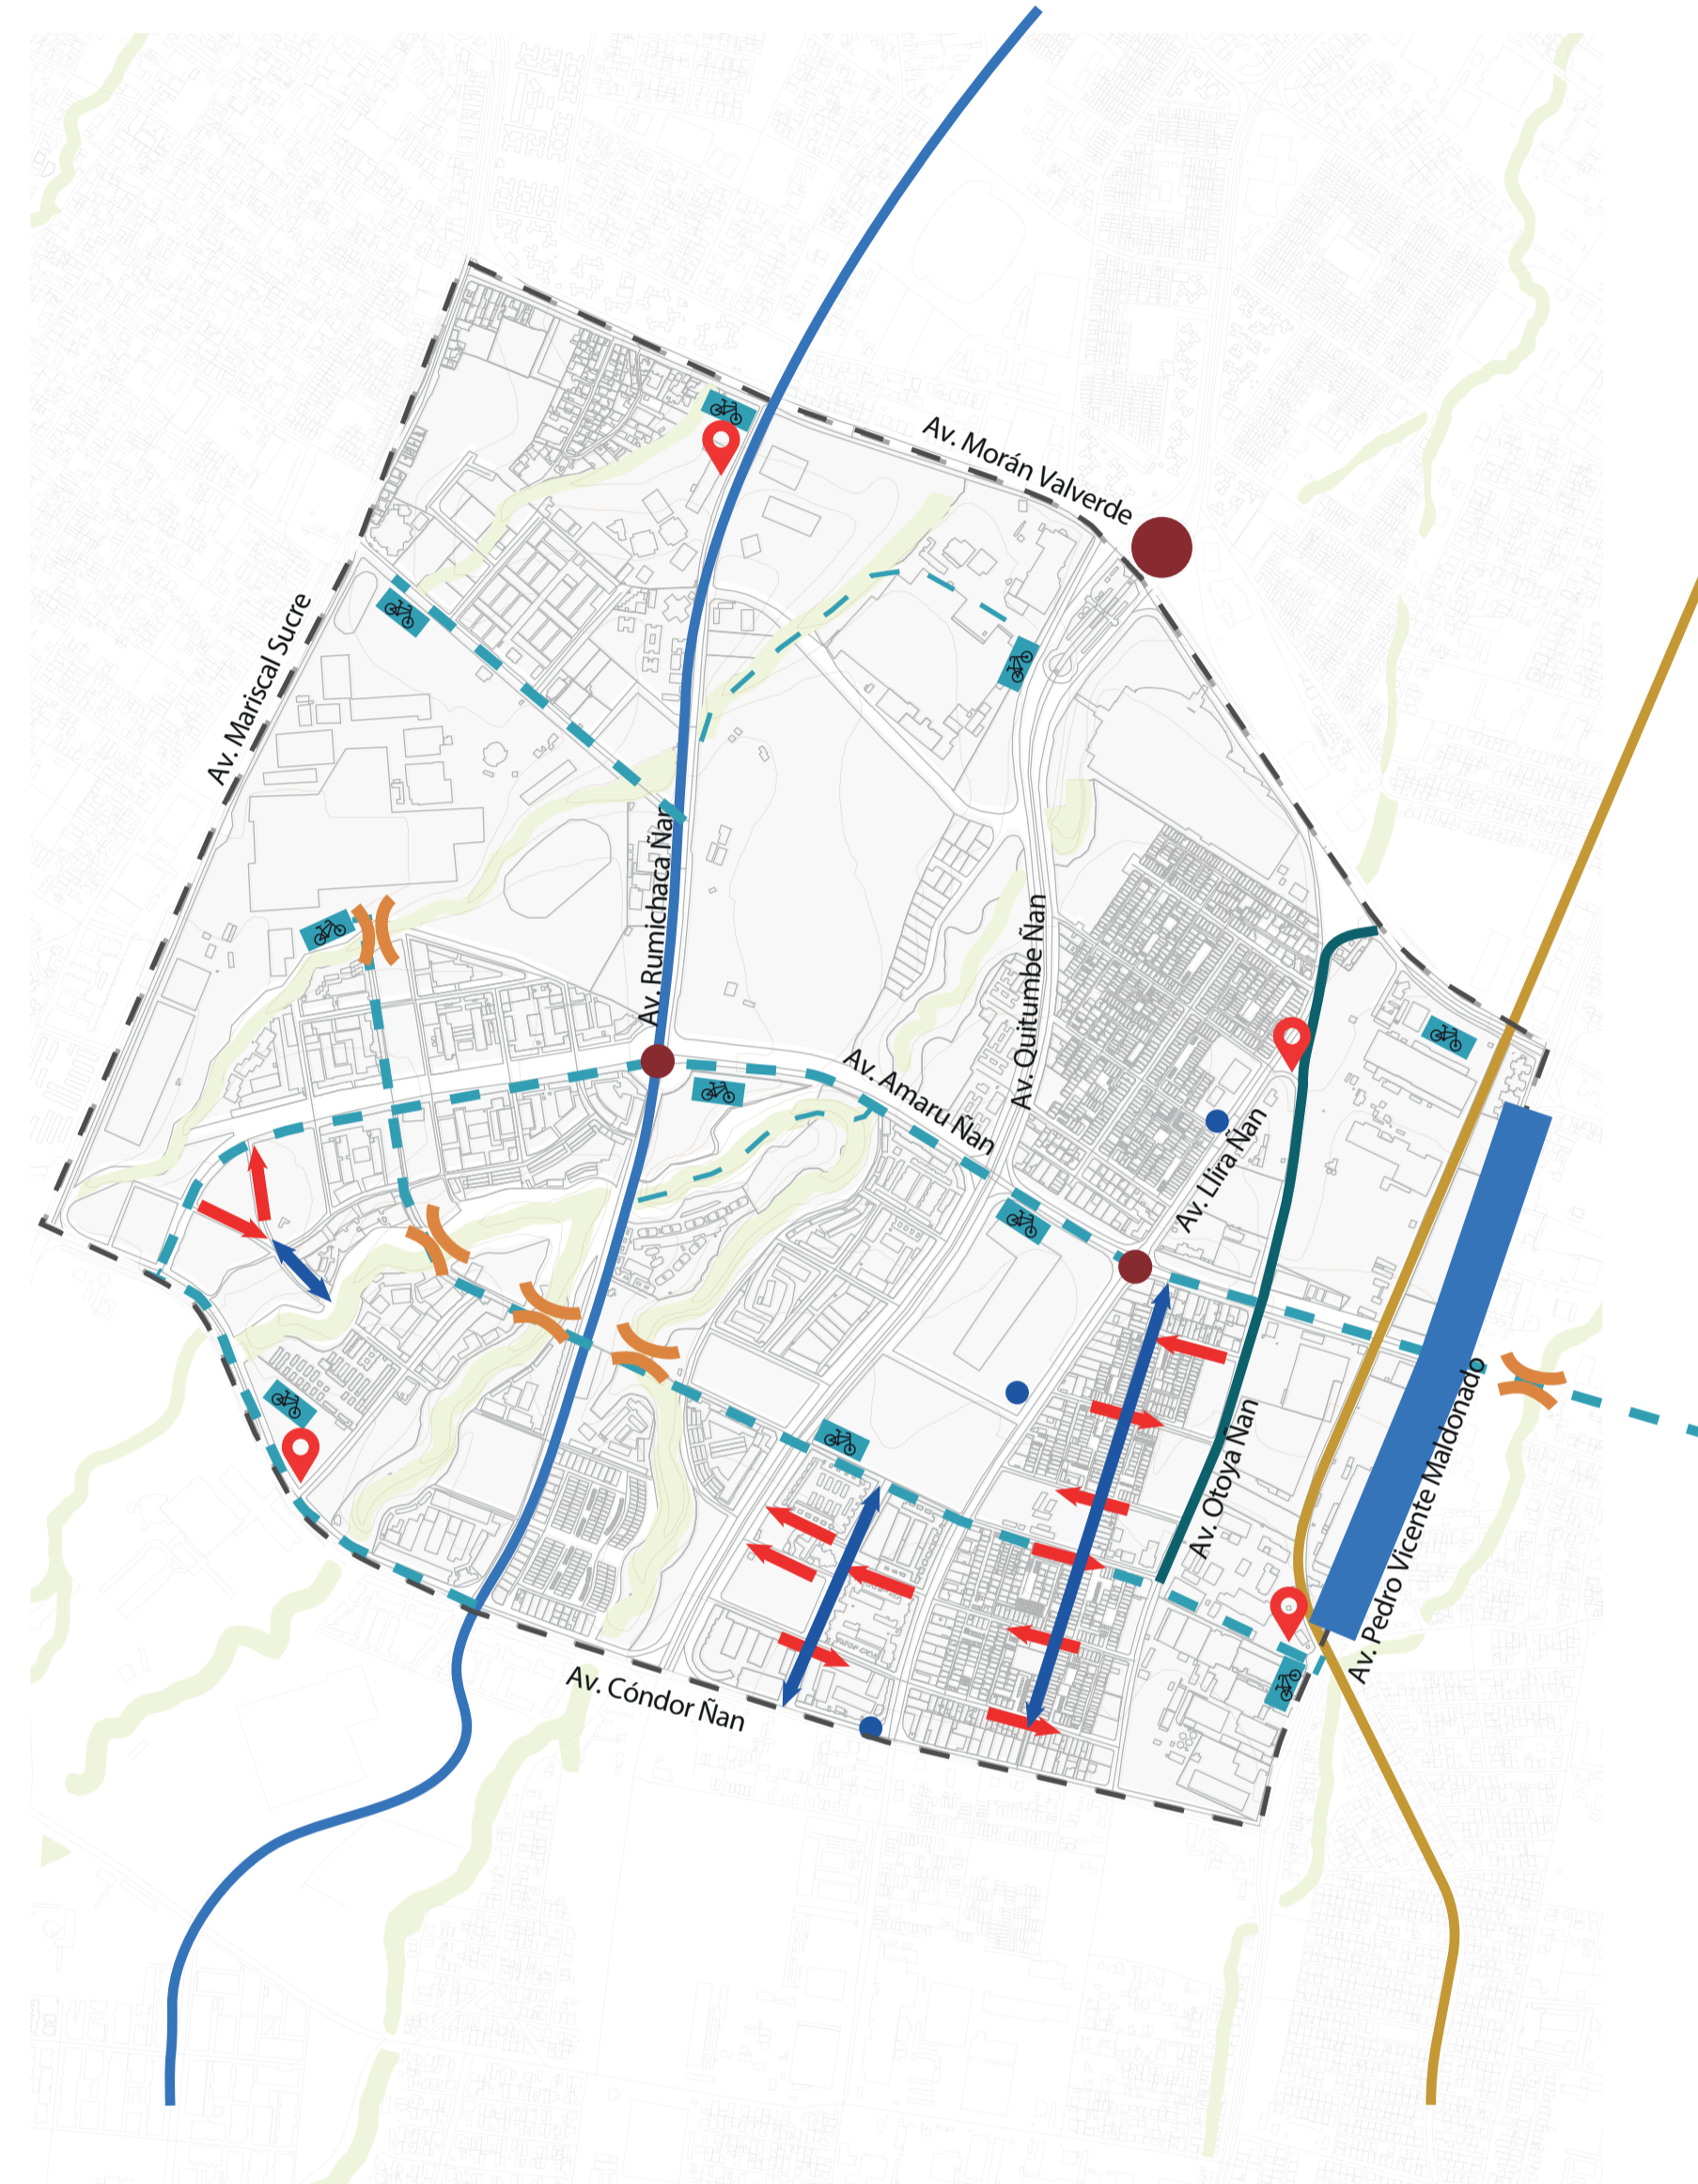 Av. Morán Valverde
Av. Mariscal Sucre
Av. Rumichaca Ñan
Av. Quitumbe Ñan
Av. Amaru Ñan
Av. Llira Ñan
Av. Otoya Ñan
Av. Pedro Vicente Maldonado
Av. Cóndor Ñan